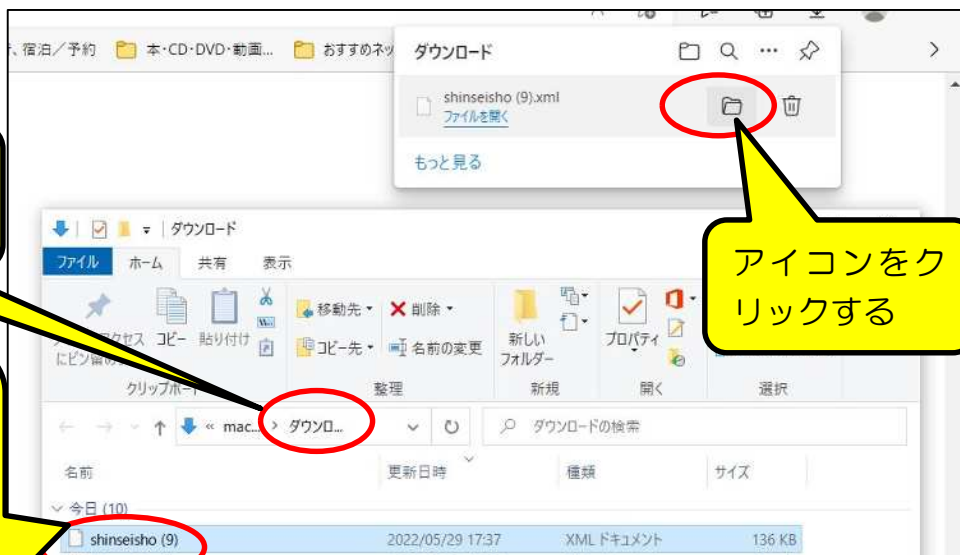 宿泊／予約 本・CD・DVD・動画... おすすめネッ
ダウンロード
shinseisho (9).xml
ファイルを開く
もっと見る
アイコンをク
リックする
ダウンロード
ファイル ホーム 共有 表示
コピー 貼り付け
移動先 削除
コピー先 名前の変更
新しい
フォルダー
プロパティ
整理 新規 開く 選択
« mac... › ダウンロ... ダウンロードの検索
名前 更新日時 種類 サイズ
今日 (10)
shinseisho (9) 2022/05/29 17:37 XML ドキュメント 136 KB